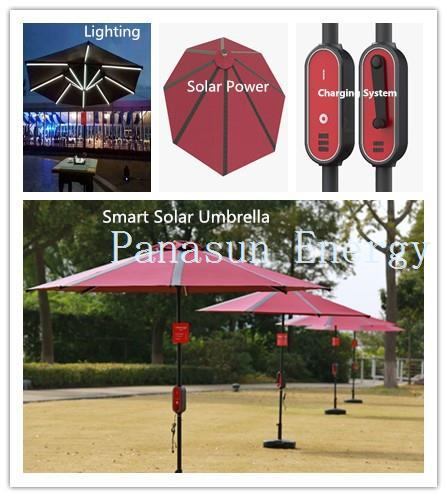 Lighting
Solar Power
Charging System
Smart Solar Umbrella
Panasun Energy